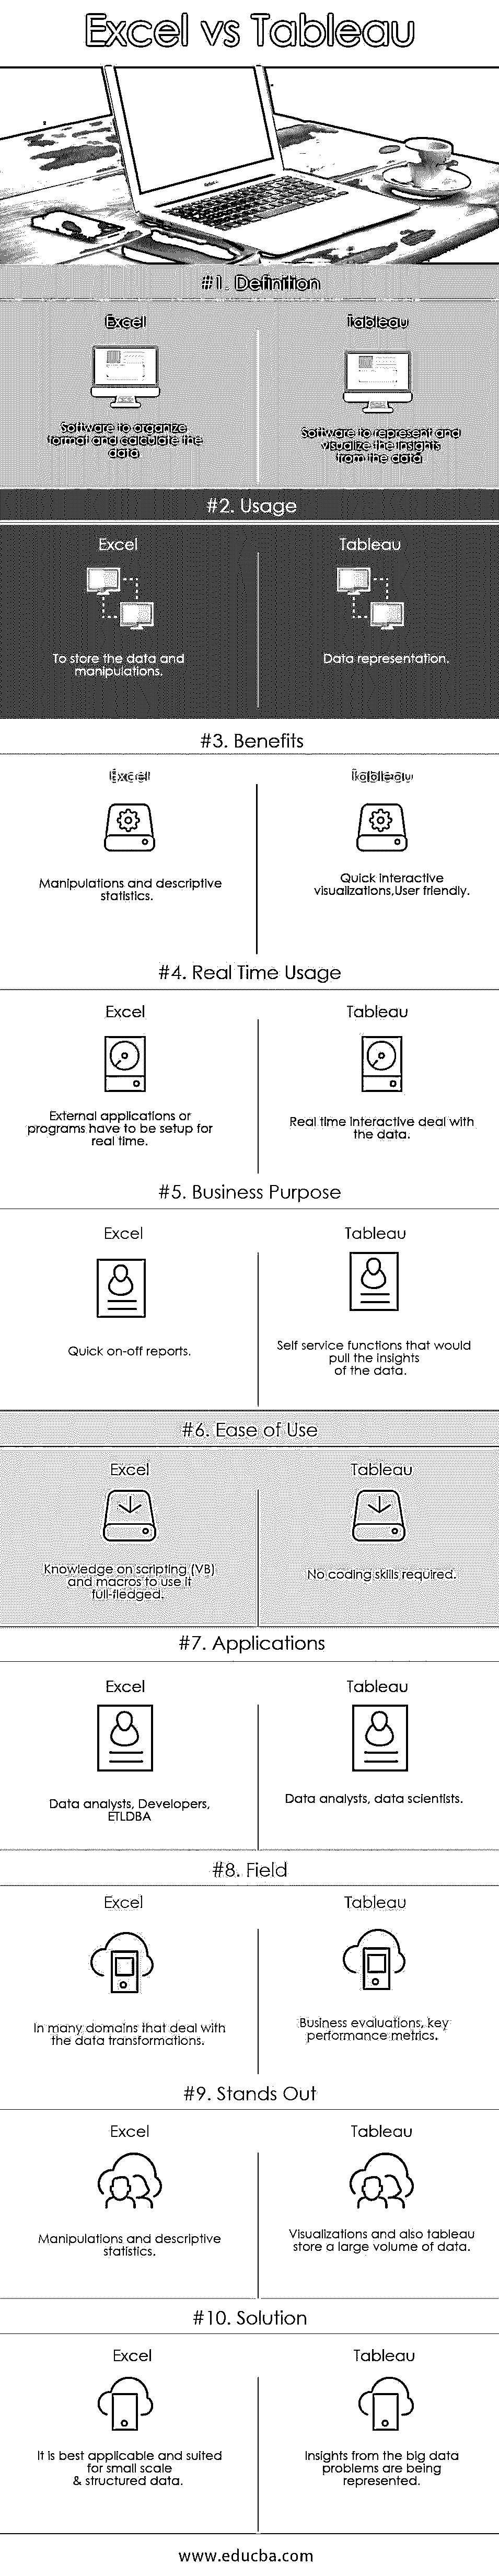 Excel vs Tableau
#1. Definition
Excel
Tableau
Software to organize
format and calculate the
data
Software to represent and
visualize the insights
from the data
#2. Usage
Excel
Tableau
To store the data and
manipulations.
Data representation.
#3. Benefits
Excel
Tableau
Manipulations and descriptive
statistics.
Quick interactive
visualizations,User friendly.
#4. Real Time Usage
Excel
Tableau
External applications or
programs have to be setup for
real time.
Real time interactive deal with
the data.
#5. Business Purpose
Excel
Tableau
Quick on-off reports.
Self service functions that would
pull the insights
of the data.
#6. Ease of Use
Excel
Tableau
Knowledge on scripting (VB)
and macros to use it
full-fledged.
No coding skills required.
#7. Applications
Excel
Tableau
Data analysts, Developers,
ETLDBA
Data analysts, data scientists.
#8. Field
Excel
Tableau
In many domains that deal with
the data transformations.
Business evaluations, key
performance metrics.
#9. Stands Out
Excel
Tableau
Manipulations and descriptive
statistics.
Visualizations and also tableau
store a large volume of data.
#10. Solution
Excel
Tableau
It is best applicable and suited
for small scale
& structured data.
Insights from the big data
problems are being
represented.
www.educba.com